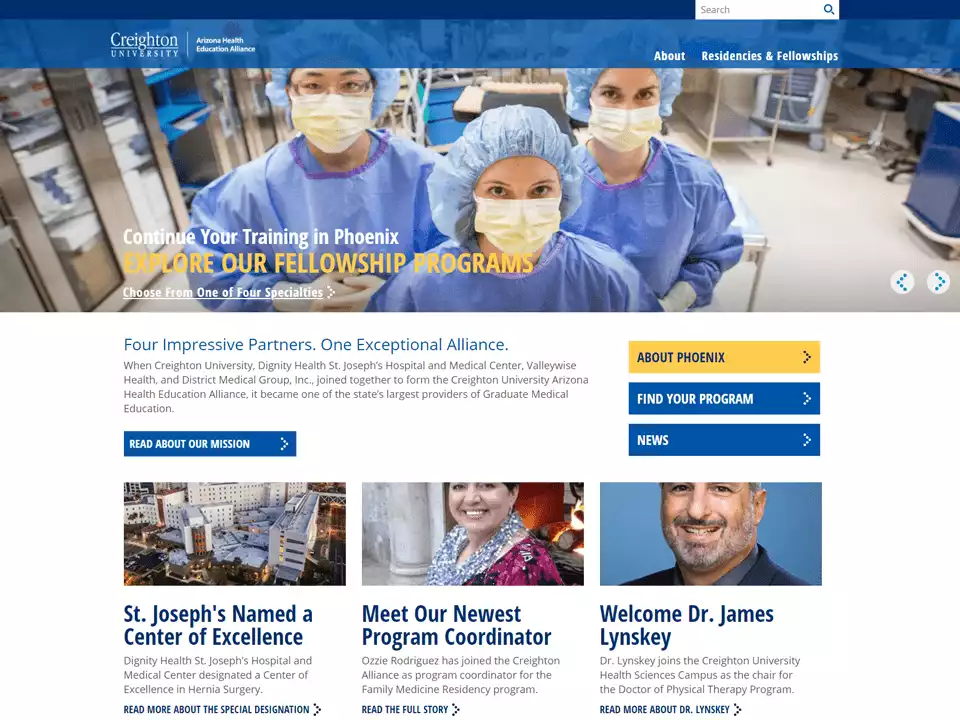 Search
Creighton
UNIVERSITY
Arizona Health
Education Alliance
About
Residencies & Fellowships
Continue Your Training in Phoenix
EXPLORE OUR FELLOWSHIP PROGRAMS
Choose From One of Four Specialties
Four Impressive Partners. One Exceptional Alliance.
When Creighton University, Dignity Health St. Joseph's Hospital and Medical Center, Valleywise
Health, and District Medical Group, Inc., joined together to form the Creighton University Arizona
Health Education Alliance, it became one of the state's largest providers of Graduate Medical
Education.
READ ABOUT OUR MISSION
ABOUT PHOENIX
FIND YOUR PROGRAM
NEWS
St. Joseph's Named a
Center of Excellence
Dignity Health St. Joseph's Hospital and
Medical Center designated a Center of
Excellence in Hernia Surgery.
READ MORE ABOUT THE SPECIAL DESIGNATION
Meet Our Newest
Program Coordinator
Ozzie Rodriguez has joined the Creighton
Alliance as program coordinator for the
Family Medicine Residency program.
READ THE FULL STORY
Welcome Dr. James
Lynskey
Dr. Lynskey joins the Creighton University
Health Sciences Campus as the chair for
the Doctor of Physical Therapy Program.
READ MORE ABOUT DR. LYNSKEY